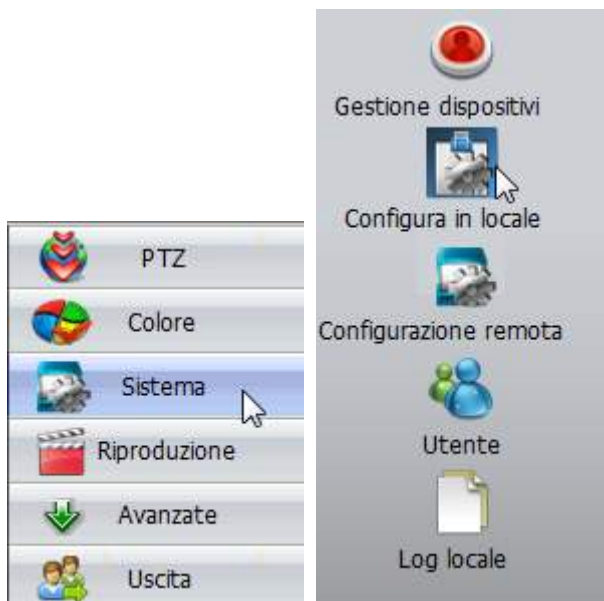 PTZ
Colore
Sistema
Riproduzione
Avanzate
Uscita
Gestione dispositivi
Configura in locale
Configurazione remota
Utente
Log locale